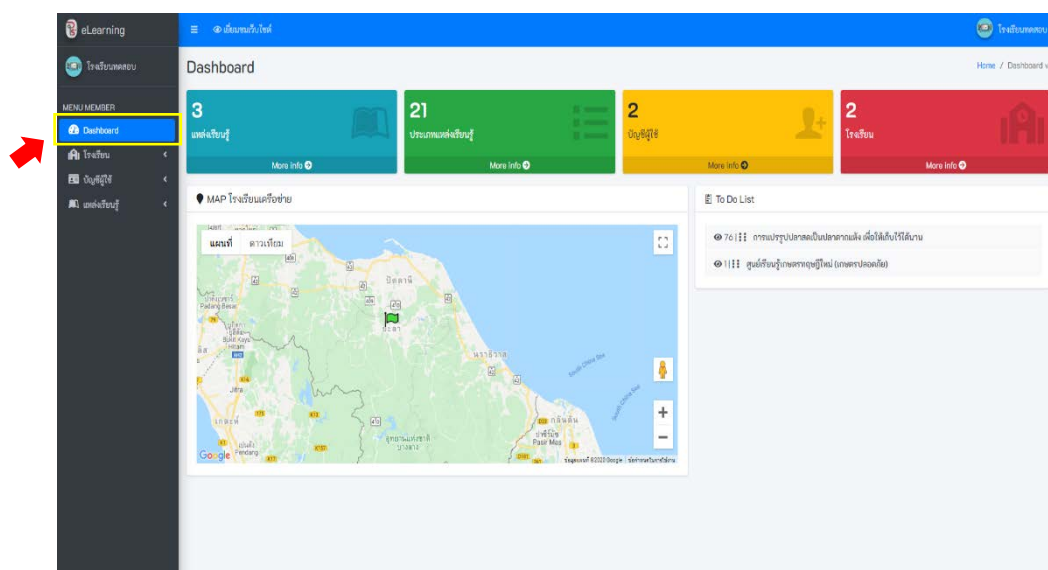 eLearning
เยี่ยมชมเว็บไซต์
โรงเรียนทดสอบ
โรงเรียนทดสอบ
Dashboard
Home / Dashboard v
MENU MEMBER
Dashboard
โรงเรียน
บัญชีผู้ใช้
แหล่งเรียนรู้
3
แหล่งเรียนรู้
More info
21
ประเภทแหล่งเรียนรู้
More info
2
บัญชีผู้ใช้
More info
2
โรงเรียน
More info
MAP โรงเรียนเครือข่าย
แผนที่
ดาวเทียม
ปัตตานี
Padang Besar
ยะลา
นราธิวาส
South China Sea
South China Sea
Jitra
Pendang
Pasir Mas
Google
To Do List
76 | การแปรรูปปลาสดเป็นปลาตากแห้ง เพื่อให้เก็บไว้ได้นาน
1 | ศูนย์เรียนรู้เกษตรทฤษฎีใหม่ (เกษตรปลอดภัย)